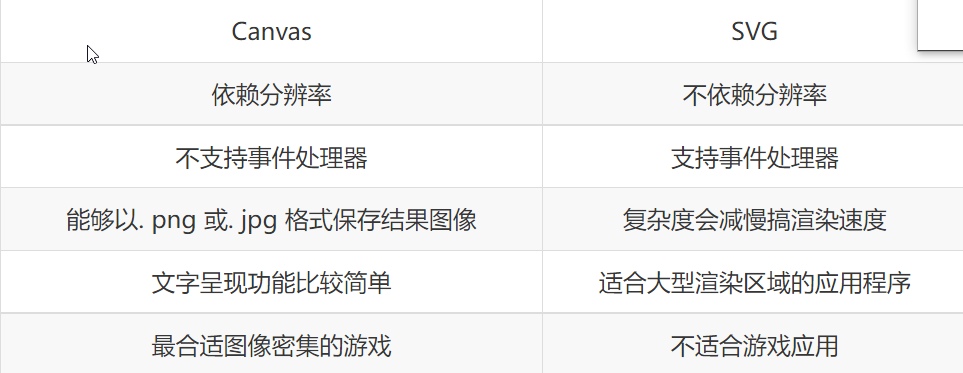 Canvas SVG
依赖分辨率 不依赖分辨率
不支持事件处理器 支持事件处理器
能够以. png 或. jpg 格式保存结果图像 复杂度会减慢搞渲染速度
文字呈现功能比较简单 适合大型渲染区域的应用程序
最合适图像密集的游戏 不适合游戏应用